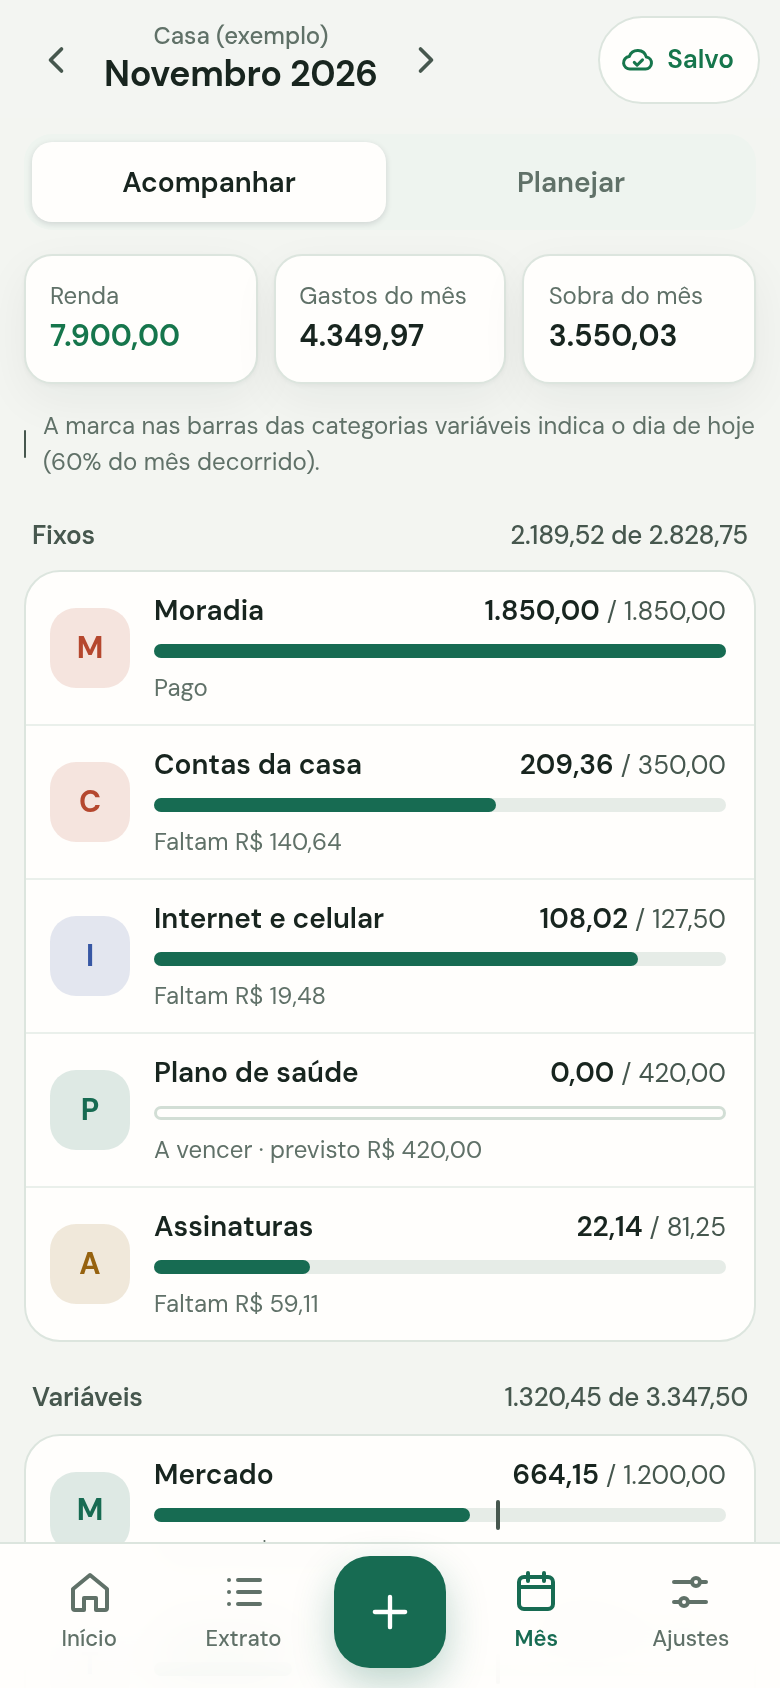 Casa (exemplo)
Novembro 2026
Salvo
Acompanhar
Planejar
Renda
7.900,00
Gastos do mês
4.349,97
Sobra do mês
3.550,03
A marca nas barras das categorias variáveis indica o dia de hoje
(60% do mês decorrido).
Fixos
2.189,52 de 2.828,75
M
Moradia
1.850,00 / 1.850,00
Pago
C
Contas da casa
209,36 / 350,00
Faltam R$ 140,64
I
Internet e celular
108,02 / 127,50
Faltam R$ 19,48
P
Plano de saúde
0,00 / 420,00
A vencer · previsto R$ 420,00
A
Assinaturas
22,14 / 81,25
Faltam R$ 59,11
Variáveis
1.320,45 de 3.347,50
M
Mercado
664,15 / 1.200,00
Início
Extrato
Mês
Ajustes